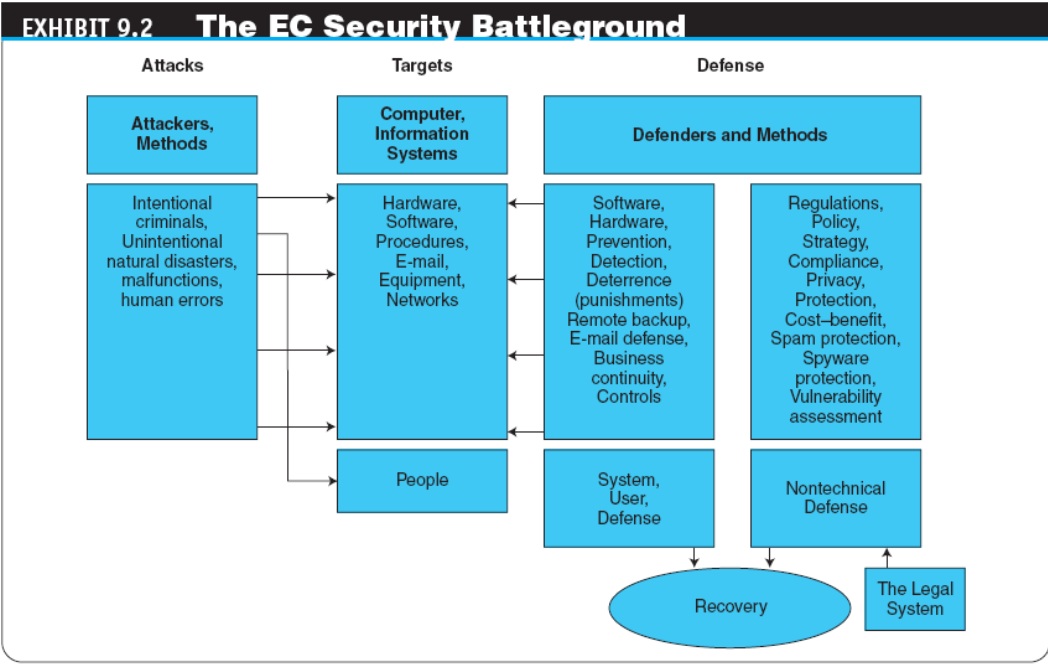 EXHIBIT 9.2 The EC Security Battleground
Attacks
Targets
Defense
Attackers,
Methods
Computer,
Information
Systems
Defenders and Methods
Intentional
criminals,
Unintentional
natural disasters,
malfunctions,
human errors
Hardware,
Software,
Procedures,
E-mail,
Equipment,
Networks
Software,
Hardware,
Prevention,
Detection,
Deterrence
(punishments)
Remote backup,
E-mail defense,
Business
continuity,
Controls
Regulations,
Policy,
Strategy,
Compliance,
Privacy,
Protection,
Cost–benefit,
Spam protection,
Spyware
protection,
Vulnerability
assessment
People
System,
User,
Defense
Nontechnical
Defense
Recovery
The Legal
System